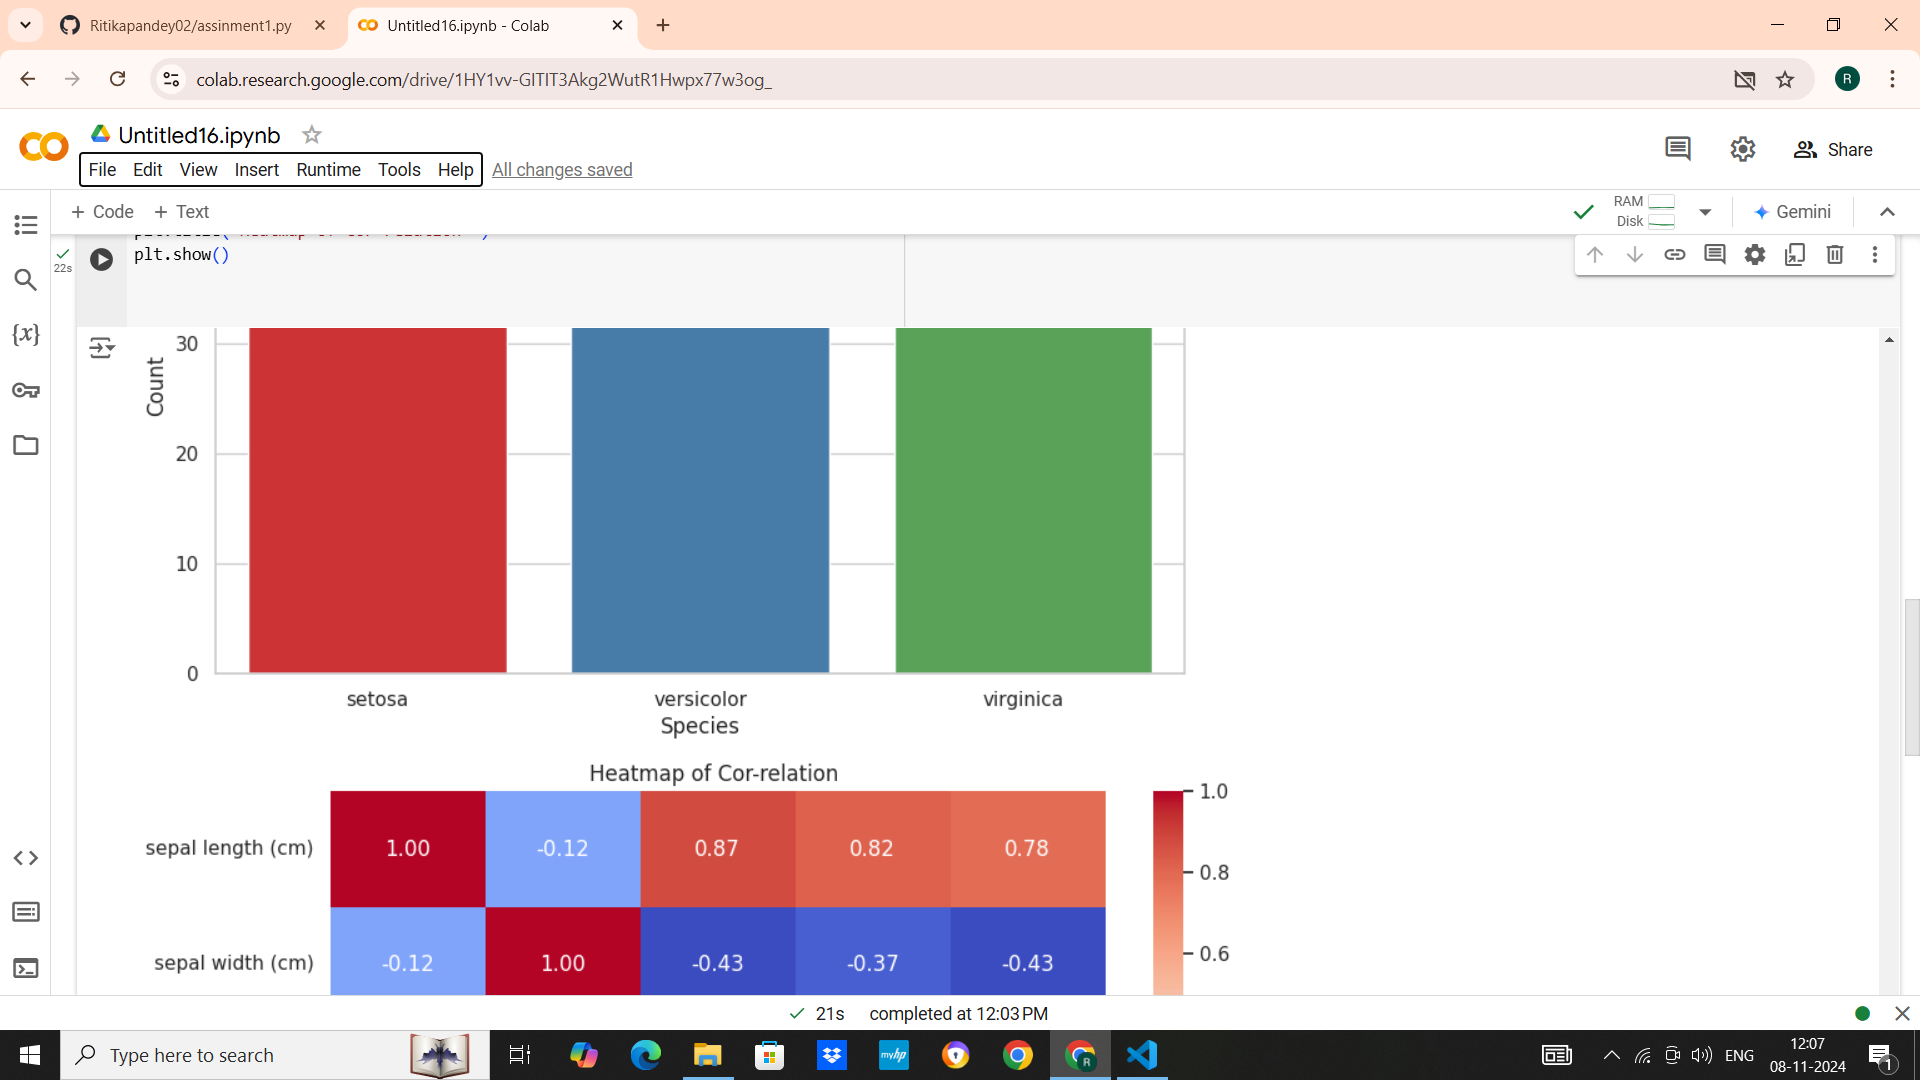 Ritikapandey02/assinment1.py
Untitled16.ipynb - Colab
colab.research.google.com/drive/1HY1vv-GITIT3Akg2WutR1Hwpx77w3og_
R
Untitled16.ipynb
File Edit View Insert Runtime Tools Help All changes saved
Share
+ Code + Text
RAM
Disk
Gemini
22s
plt.show()
30
Count
20
10
0
setosa versicolor virginica
Species
Heatmap of Cor-relation
1.0
sepal length (cm) 1.00 -0.12 0.87 0.82 0.78
0.8
sepal width (cm) -0.12 1.00 -0.43 -0.37 -0.43
0.6
21s completed at 12:03 PM
Type here to search
myhp
R
ENG
12:07
08-11-2024
1